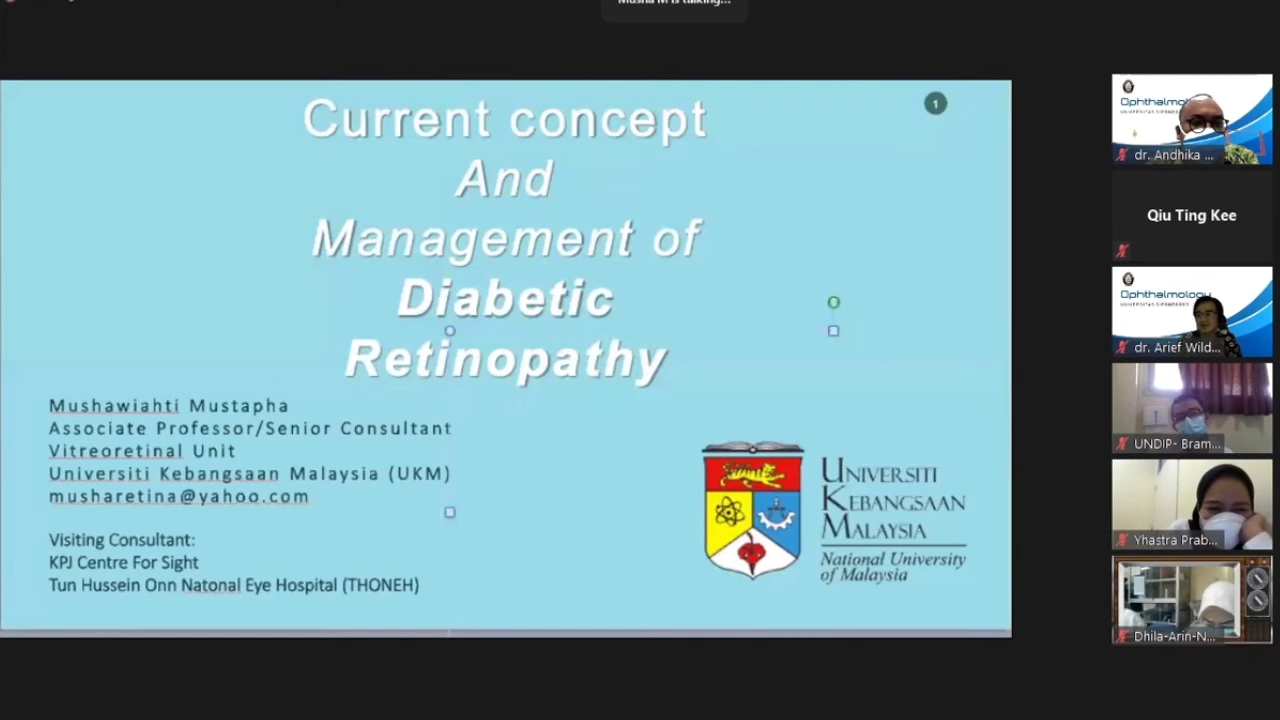 Musha M is talking...
Current concept
And
Management of
Diabetic
Retinopathy
1
Mushawiahti Mustapha
Associate Professor/Senior Consultant
Vitreoretinal Unit
Universiti Kebangsaan Malaysia (UKM)
musharetina@yahoo.com
Visiting Consultant:
KPJ Centre For Sight
Tun Hussein Onn Natonal Eye Hospital (THONEH)
UNIVERSITI
KEBANGSAAN
MALAYSIA
National University
of Malaysia
Ophthalmology
dr. Andhika ...
Qiu Ting Kee
Ophthalmology
dr. Arief Wild...
UNDIP- Bram...
Yhastra Prab...
Dhila-Arin-N...